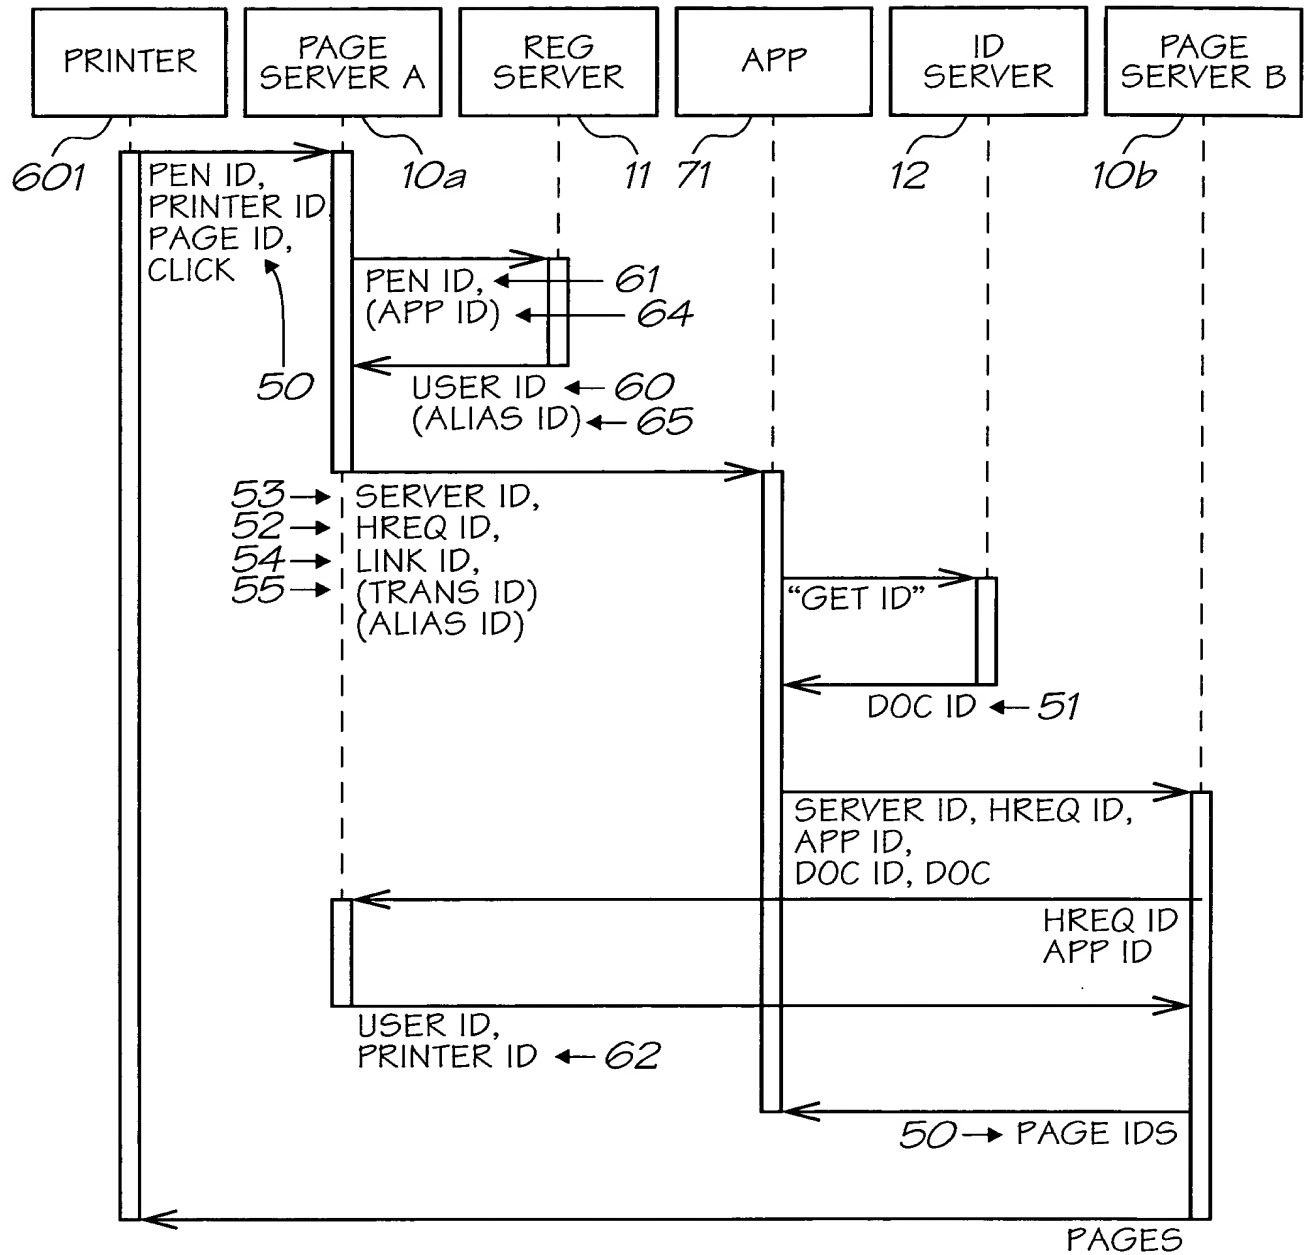 PRINTER
PAGE
SERVER A
REG
SERVER
APP
ID
SERVER
PAGE
SERVER B
601
10a
11
71
12
10b
PEN ID,
PRINTER ID
PAGE ID,
CLICK
50
PEN ID, 61
(APP ID) 64
USER ID 60
(ALIAS ID) 65
53 SERVER ID,
52 HREQ ID,
54 LINK ID,
55 (TRANS ID)
(ALIAS ID)
“GET ID”
DOC ID 51
SERVER ID, HREQ ID,
APP ID,
DOC ID, DOC
HREQ ID
APP ID
USER ID,
PRINTER ID 62
50 PAGE IDS
PAGES